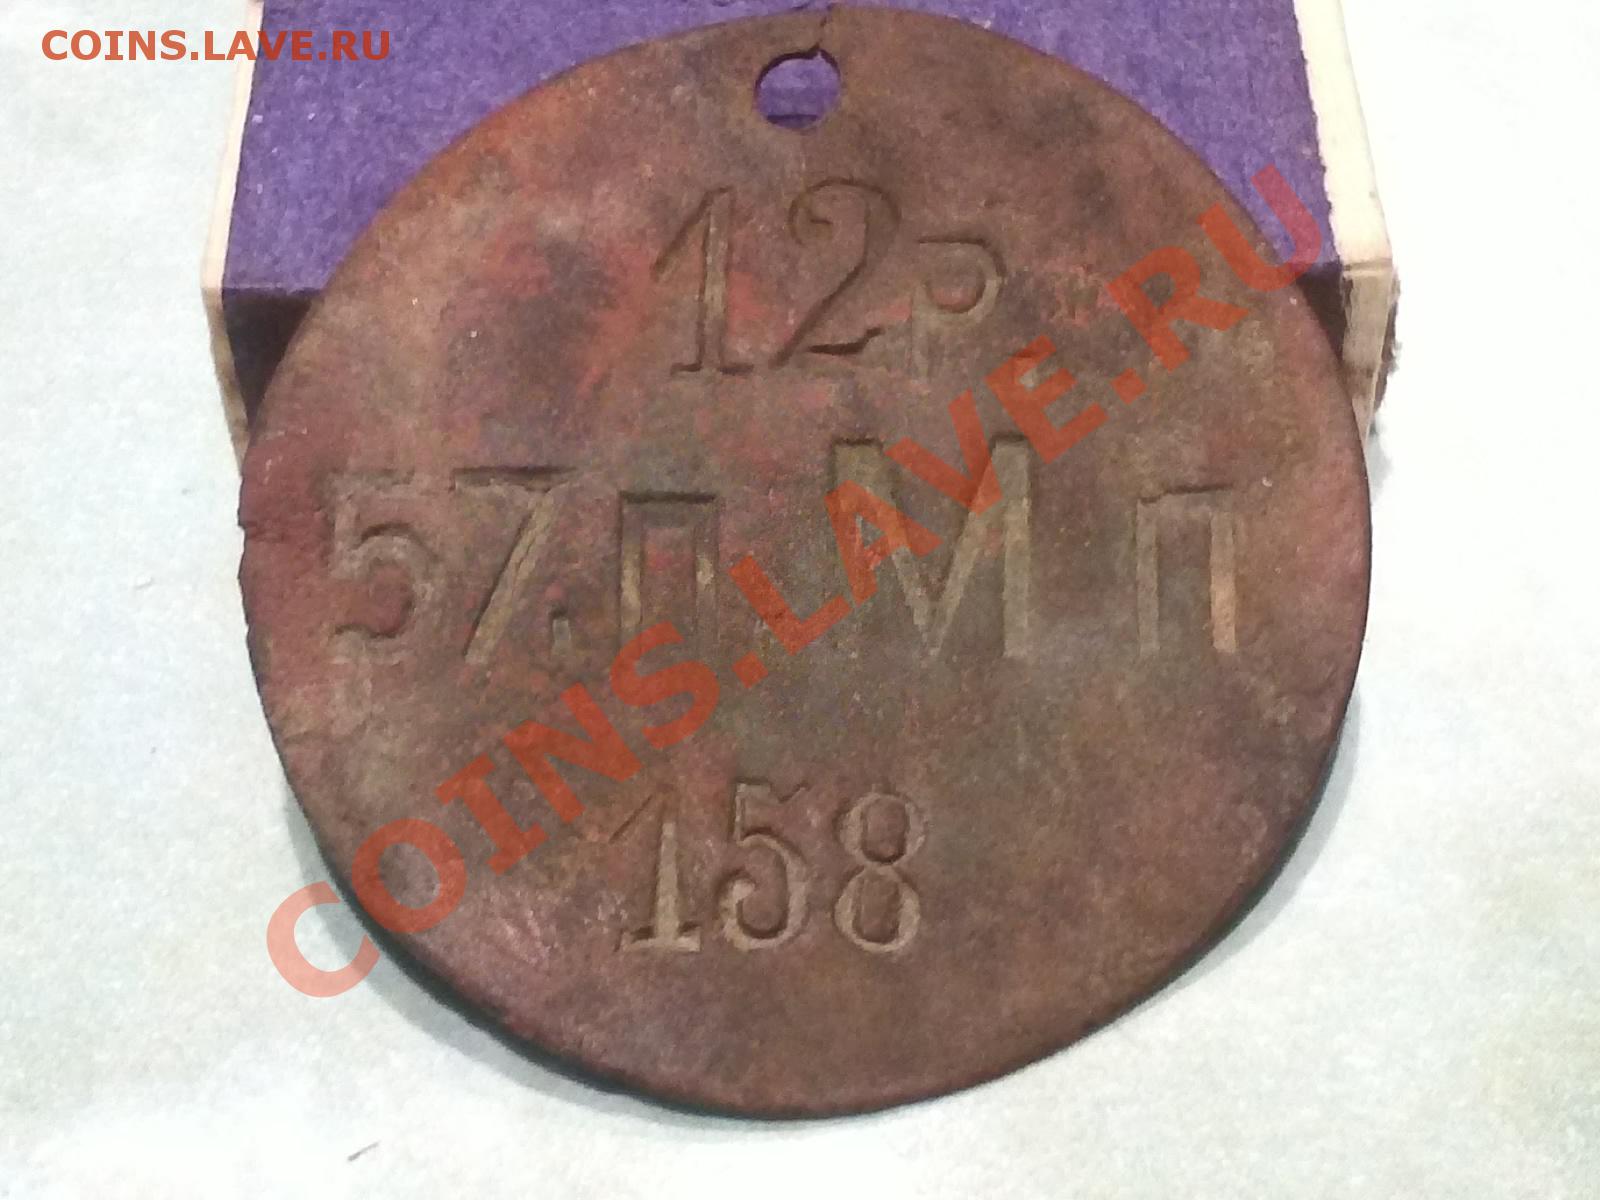 COINS.LAVE.RU
12р
57.п.М п
158
COINS.LAVE.RU